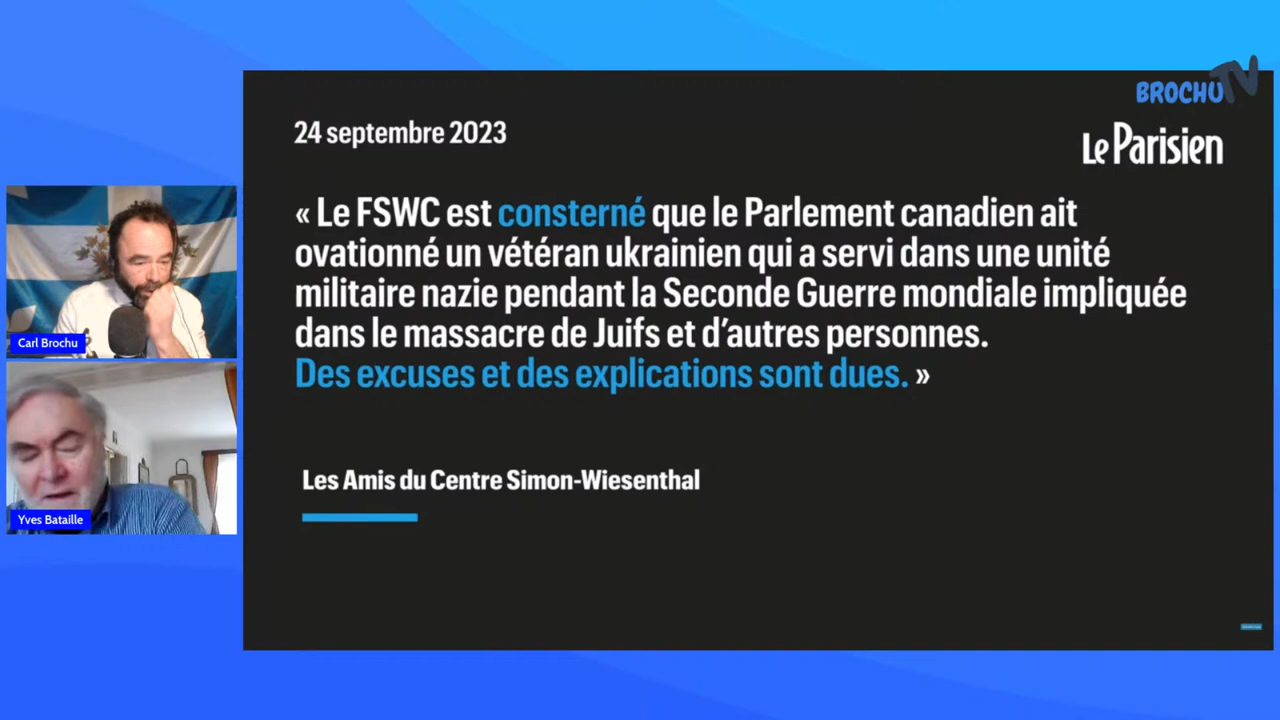 BROCHU TV
24 septembre 2023
Le Parisien
« Le FSWC est consterné que le Parlement canadien ait
ovationné un vétéran ukrainien qui a servi dans une unité
militaire nazie pendant la Seconde Guerre mondiale impliquée
dans le massacre de Juifs et d’autres personnes.
Des excuses et des explications sont dues. »
Les Amis du Centre Simon-Wiesenthal
Carl Brochu
Yves Bataille